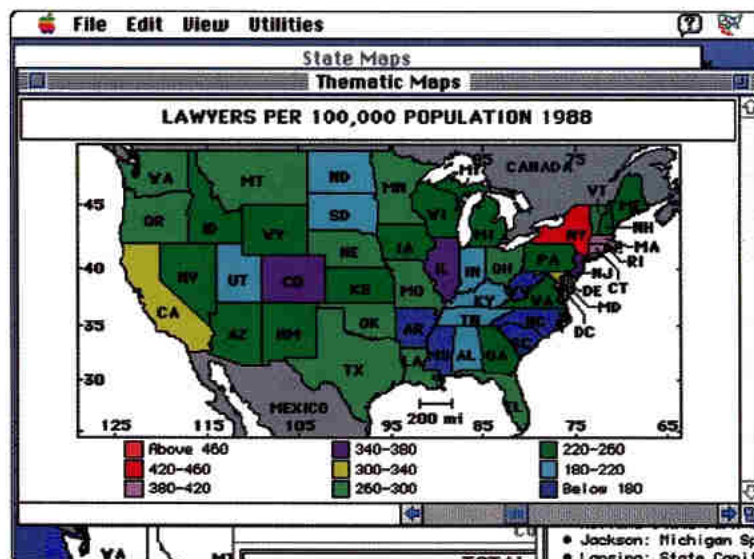 File Edit View Utilities
State Maps
Thematic Maps
LAWYERS PER 100,000 POPULATION 1988
85 CANADA 75
WA MT ND MN MI VT ME
45
OR ID WY SD WI MI NY NH
MA
40 NV UT CO NE IA IL IN OH PA RI
NJ CT
CA KS MO KY VA DE MD
35 AZ NM OK AR TN NC DC
SC
TX LA MS AL GA
30
MEXICO FL
200 mi
125 115 105 95 85 75 65
Above 460 340-380 220-260
420-460 300-340 180-220
380-420 260-300 Below 180
WA
TOTAL
• Jackson: Michigan S